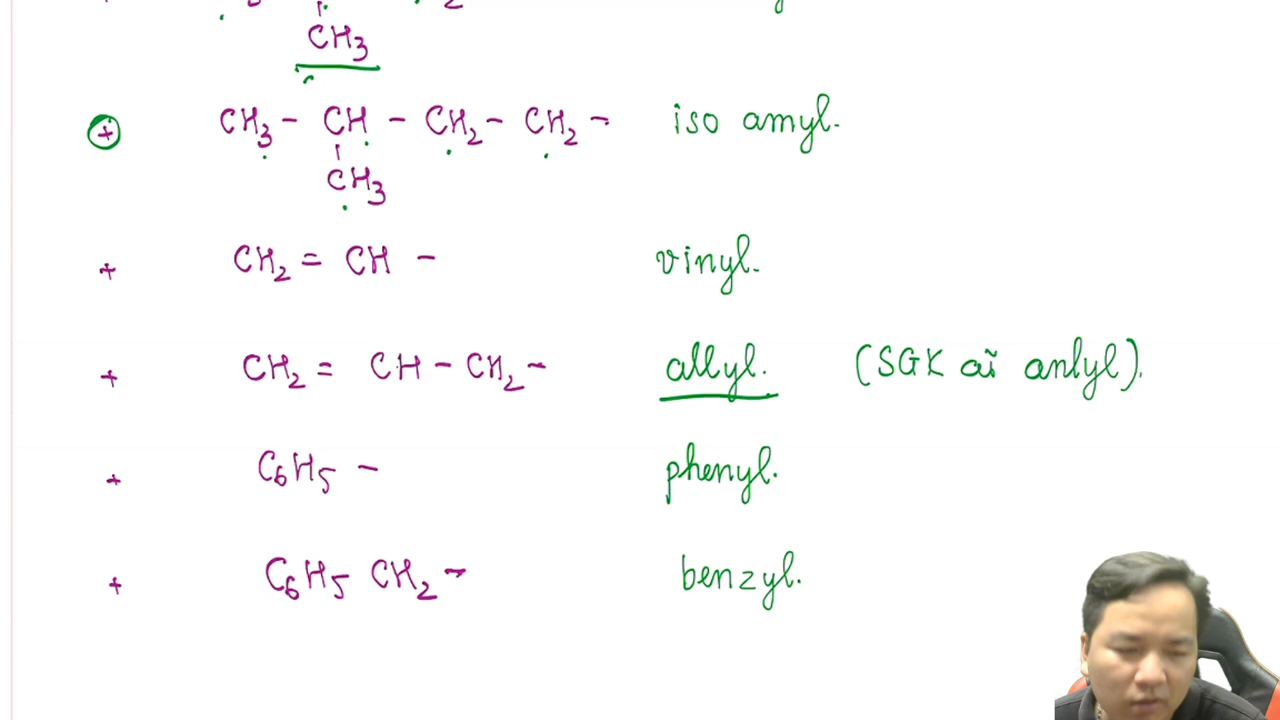 CH3
+ CH3 - CH - CH2 - CH2 - iso amyl.
CH3
+ CH2 = CH - vinyl.
+ CH2 = CH - CH2 - allyl. (SGK cũ anlyl).
+ C6H5 - phenyl.
+ C6H5 CH2 - benzyl.